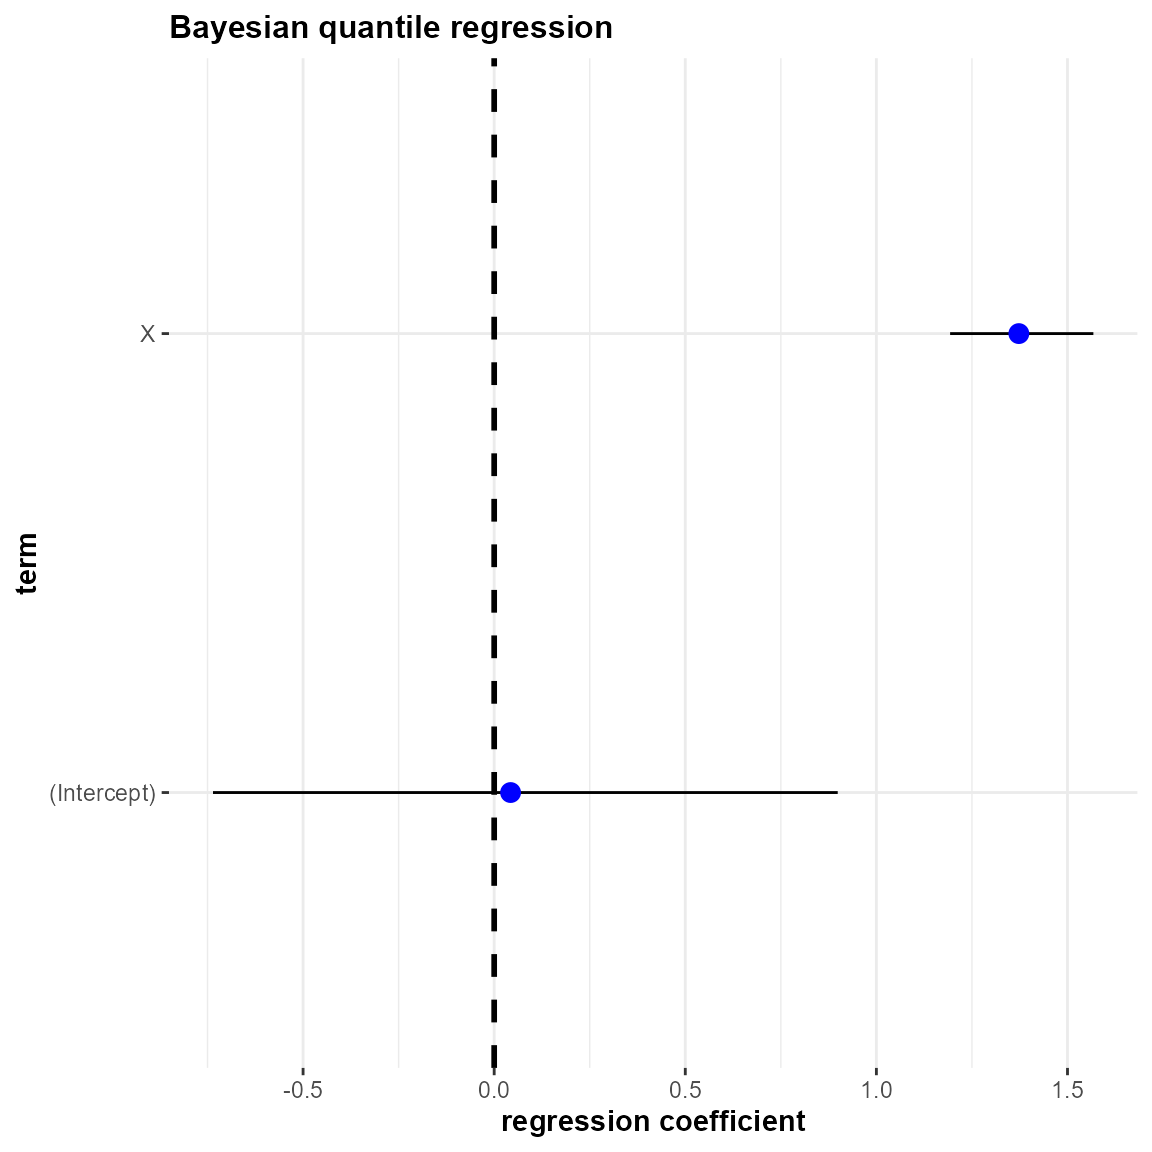 Bayesian quantile regression
term
X
(Intercept)
-0.5 0.0 0.5 1.0 1.5
regression coefficient